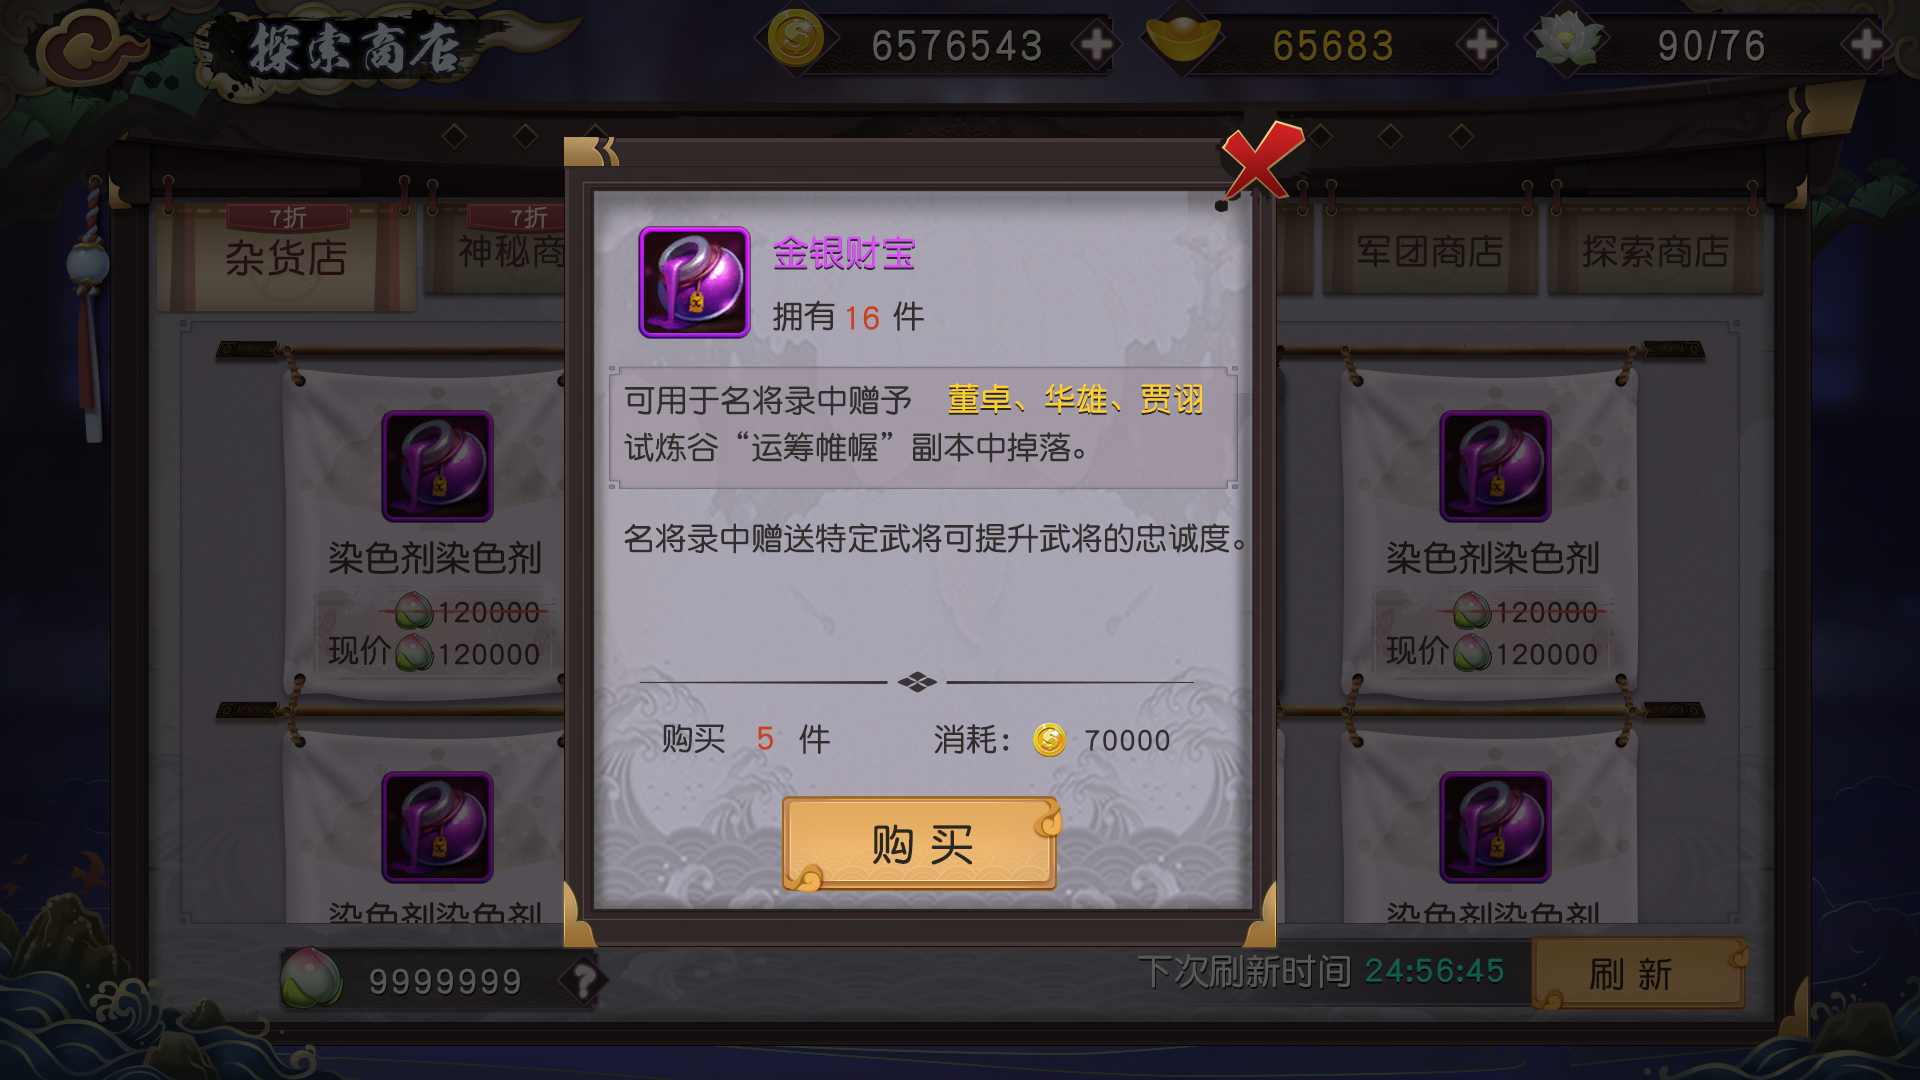 探索商店
6576543
65683
90/76
7折
7折
杂货店
神秘商
军团商店
探索商店
金银财宝
拥有 16 件
可用于名将录中赠予 董卓、华雄、贾诩
试炼谷“运筹帷幄”副本中掉落。
名将录中赠送特定武将可提升武将的忠诚度。
购买 5 件
消耗： 70000
购买
染色剂染色剂
120000
现价 120000
染色剂染色剂
120000
现价 120000
染色剂染色剂
染色剂染色剂
9999999
?
下次刷新时间 24:56:45
刷新